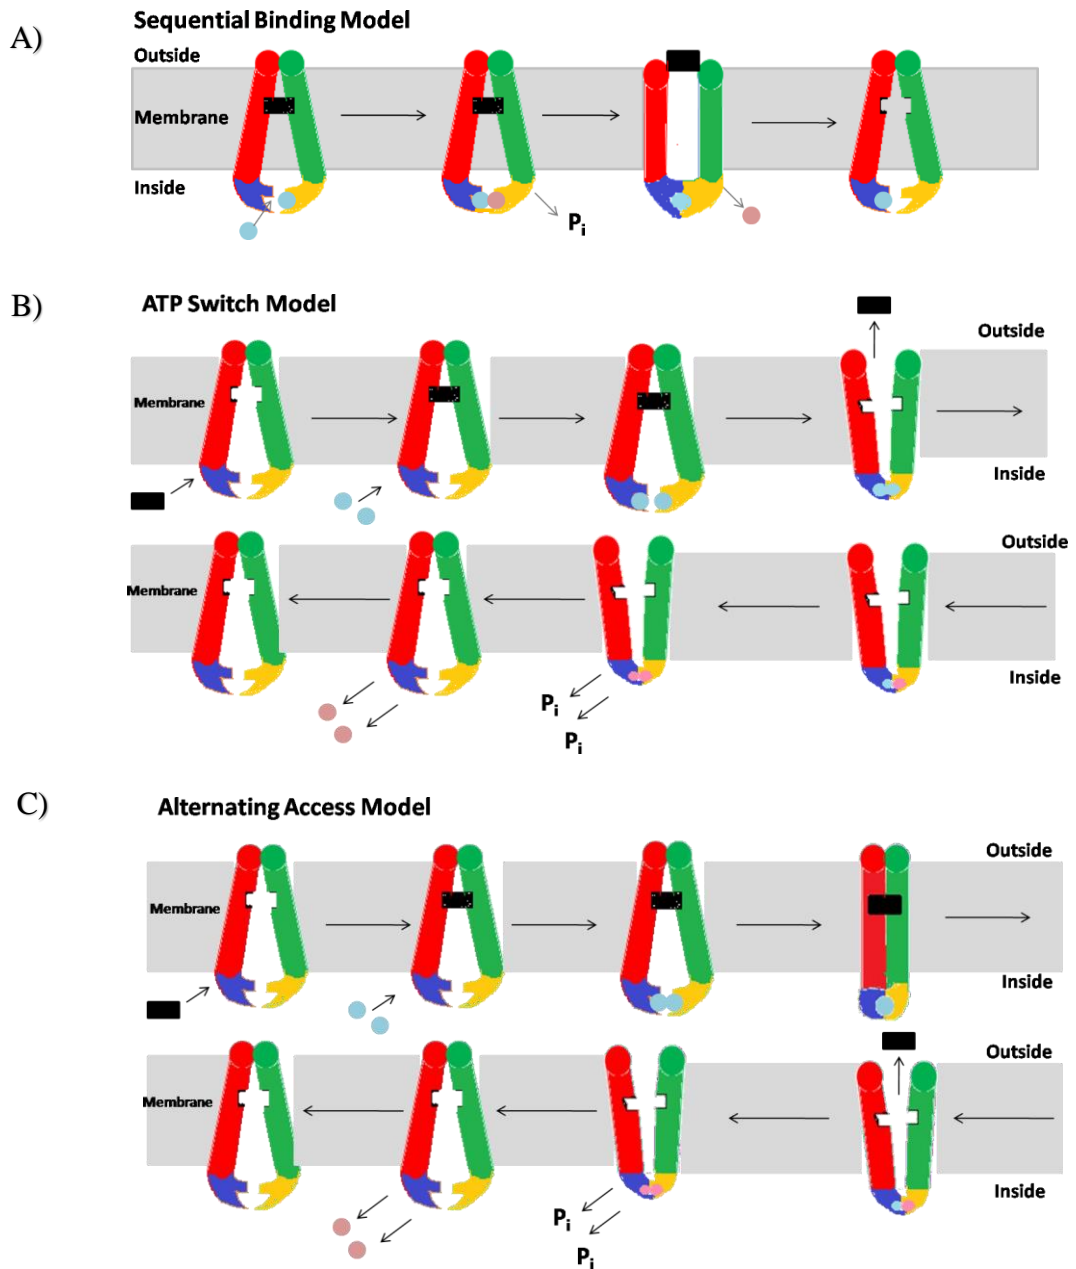 A)
Sequential Binding Model
Outside
Membrane
Inside
Pi
B)
ATP Switch Model
Outside
Membrane
Inside
Outside
Membrane
Inside
Pi
Pi
C)
Alternating Access Model
Outside
Membrane
Inside
Outside
Membrane
Inside
Pi
Pi